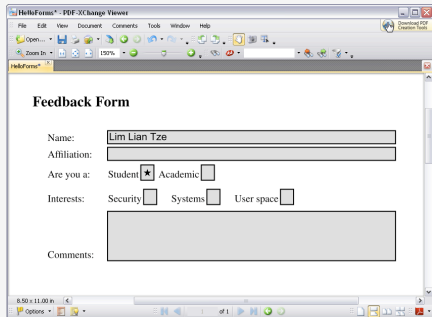 HelloForms* - PDF-XChange Viewer
File Edit View Document Comments Tools Window Help
Download PDF Creation Tools
Open...
Zoom In 150%
HelloForms*
Feedback Form
Name: Lim Lian Tze
Affiliation:
Are you a: Student ★ Academic
Interests: Security Systems User space
Comments:
8.50 x 11.00 in
Options 1 of 1